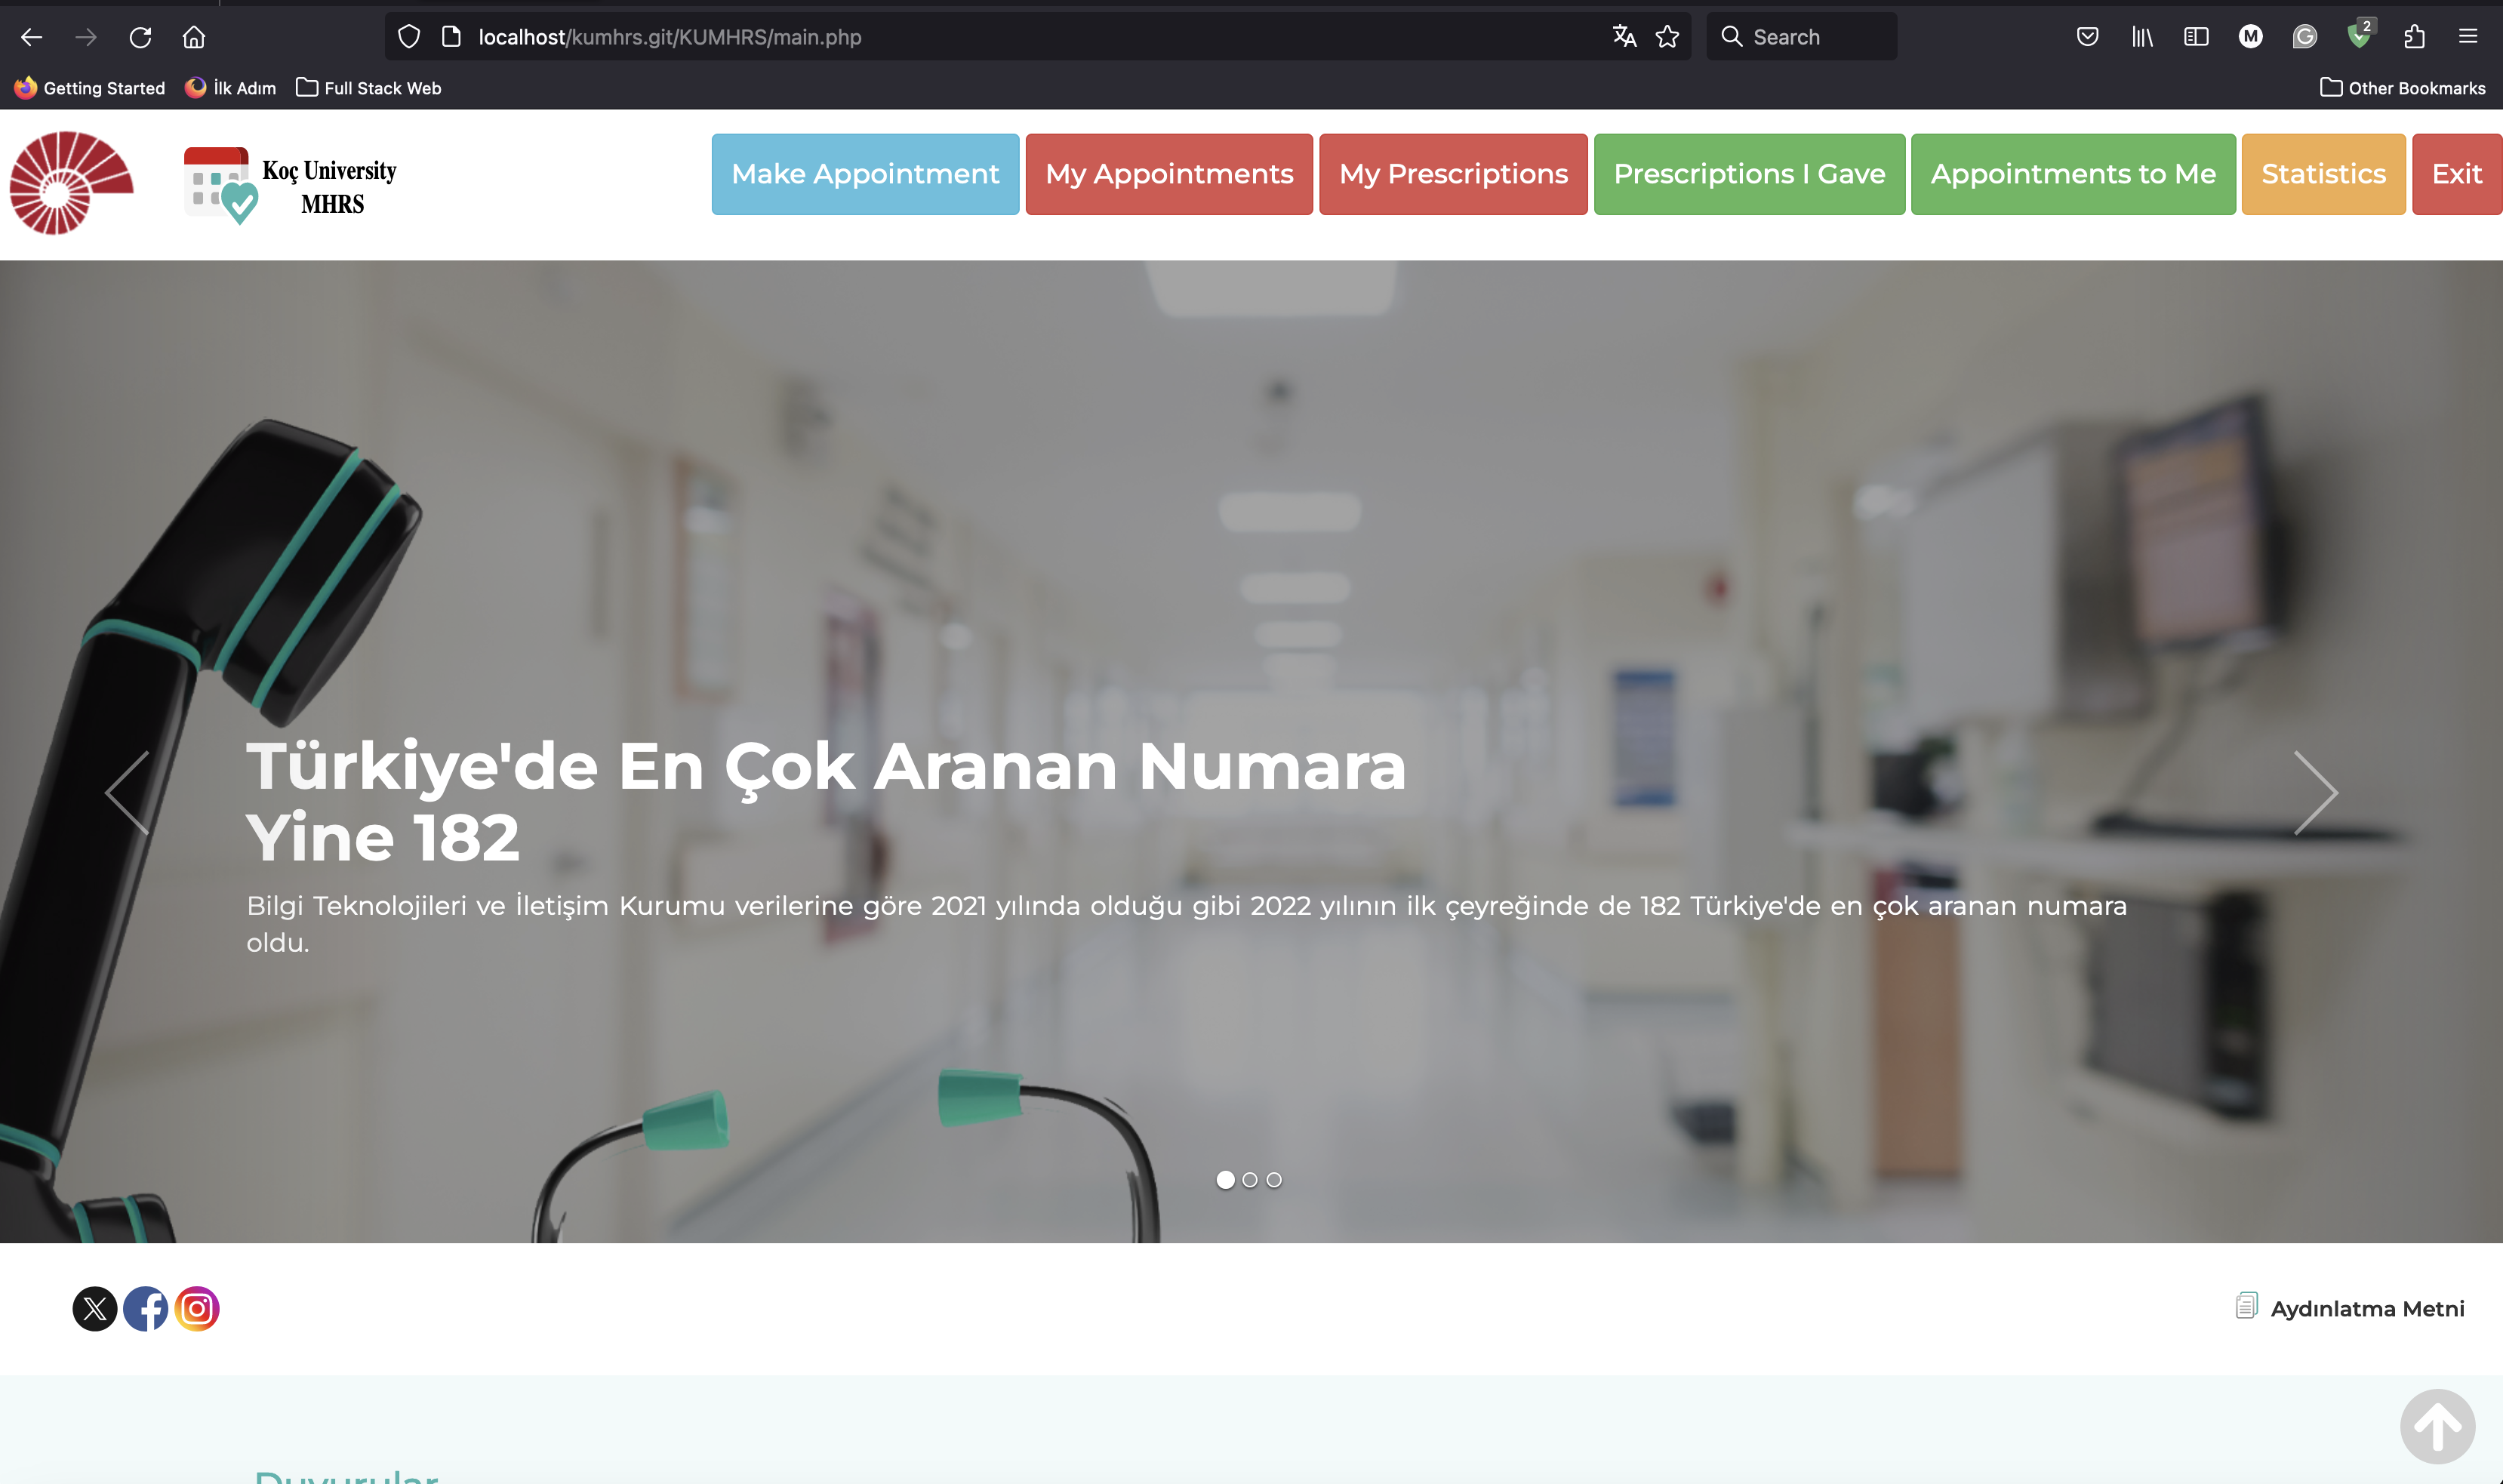 localhost/kumhrs.git/KUMHRS/main.php
Search
2
Getting Started
İlk Adım
Full Stack Web
Other Bookmarks
Koç University
MHRS
Make Appointment
My Appointments
My Prescriptions
Prescriptions I Gave
Appointments to Me
Statistics
Exit
Türkiye'de En Çok Aranan Numara
Yine 182
Bilgi Teknolojileri ve İletişim Kurumu verilerine göre 2021 yılında olduğu gibi 2022 yılının ilk çeyreğinde de 182 Türkiye'de en çok aranan numara
oldu.
Aydınlatma Metni
Duyurular